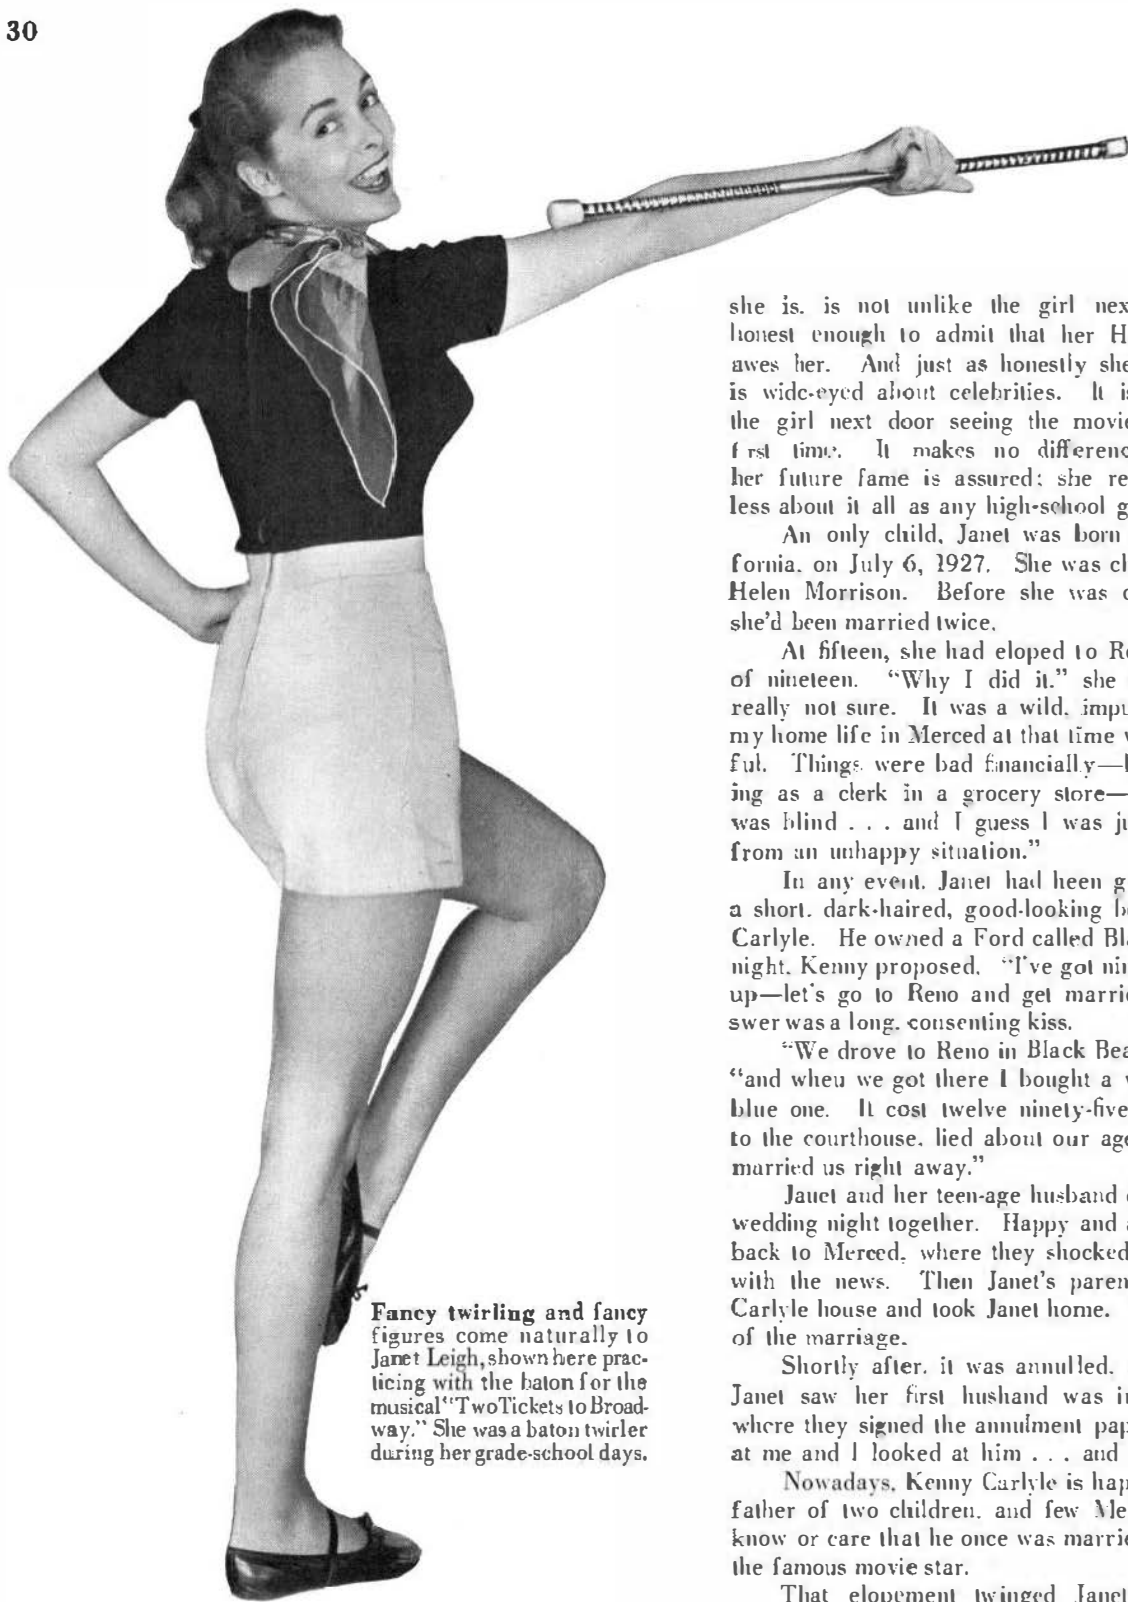 30
she is. is not unlike the girl nex
honest enough to admit that her H
awes her. And just as honestly she
is wide-eyed about celebrities. It is
the girl next door seeing the movie
first time. It makes no differenc
her future fame is assured; she re
less about it all as any high-school g
An only child, Janet was born
fornia. on July 6, 1927. She was ch
Helen Morrison. Before she was
she'd been married twice.
At fifteen, she had eloped to Re
of nineteen. "Why I did it." she
really not sure. It was a wild. impu
my home life in Merced at that time w
ful. Things were bad financially—
ing as a clerk in a grocery store—
was blind . . . and I guess I was ju
from an unhappy situation."
In any event. Janet had been g
a short. dark-haired, good-looking b
Carlyle. He owned a Ford called Bla
night. Kenny proposed. "I've got nin
up—let's go to Reno and get marrie
swer was a long. consenting kiss.
"We drove to Reno in Black Bea
"and when we got there I bought a
blue one. It cost twelve ninety-five
to the courthouse. lied about our age
married us right away."
Janet and her teen-age husband
wedding night together. Happy and a
back to Merced. where they shocked
with the news. Then Janet's paren
Carlyle house and took Janet home.
of the marriage.
Shortly after. it was annulled.
Janet saw her first husband was i
where they signed the annulment pap
at me and I looked at him . . . and
Nowadays, Kenny Carlyle is hap
father of two children. and few Me
know or care that he once was marrie
the famous movie star.
That elopement twinged Janet
Fancy twirling and fancy
figures come naturally to
Janet Leigh, shown here prac-
ticing with the baton for the
musical "Two Tickets to Broad-
way." She was a baton twirler
during her grade-school days.